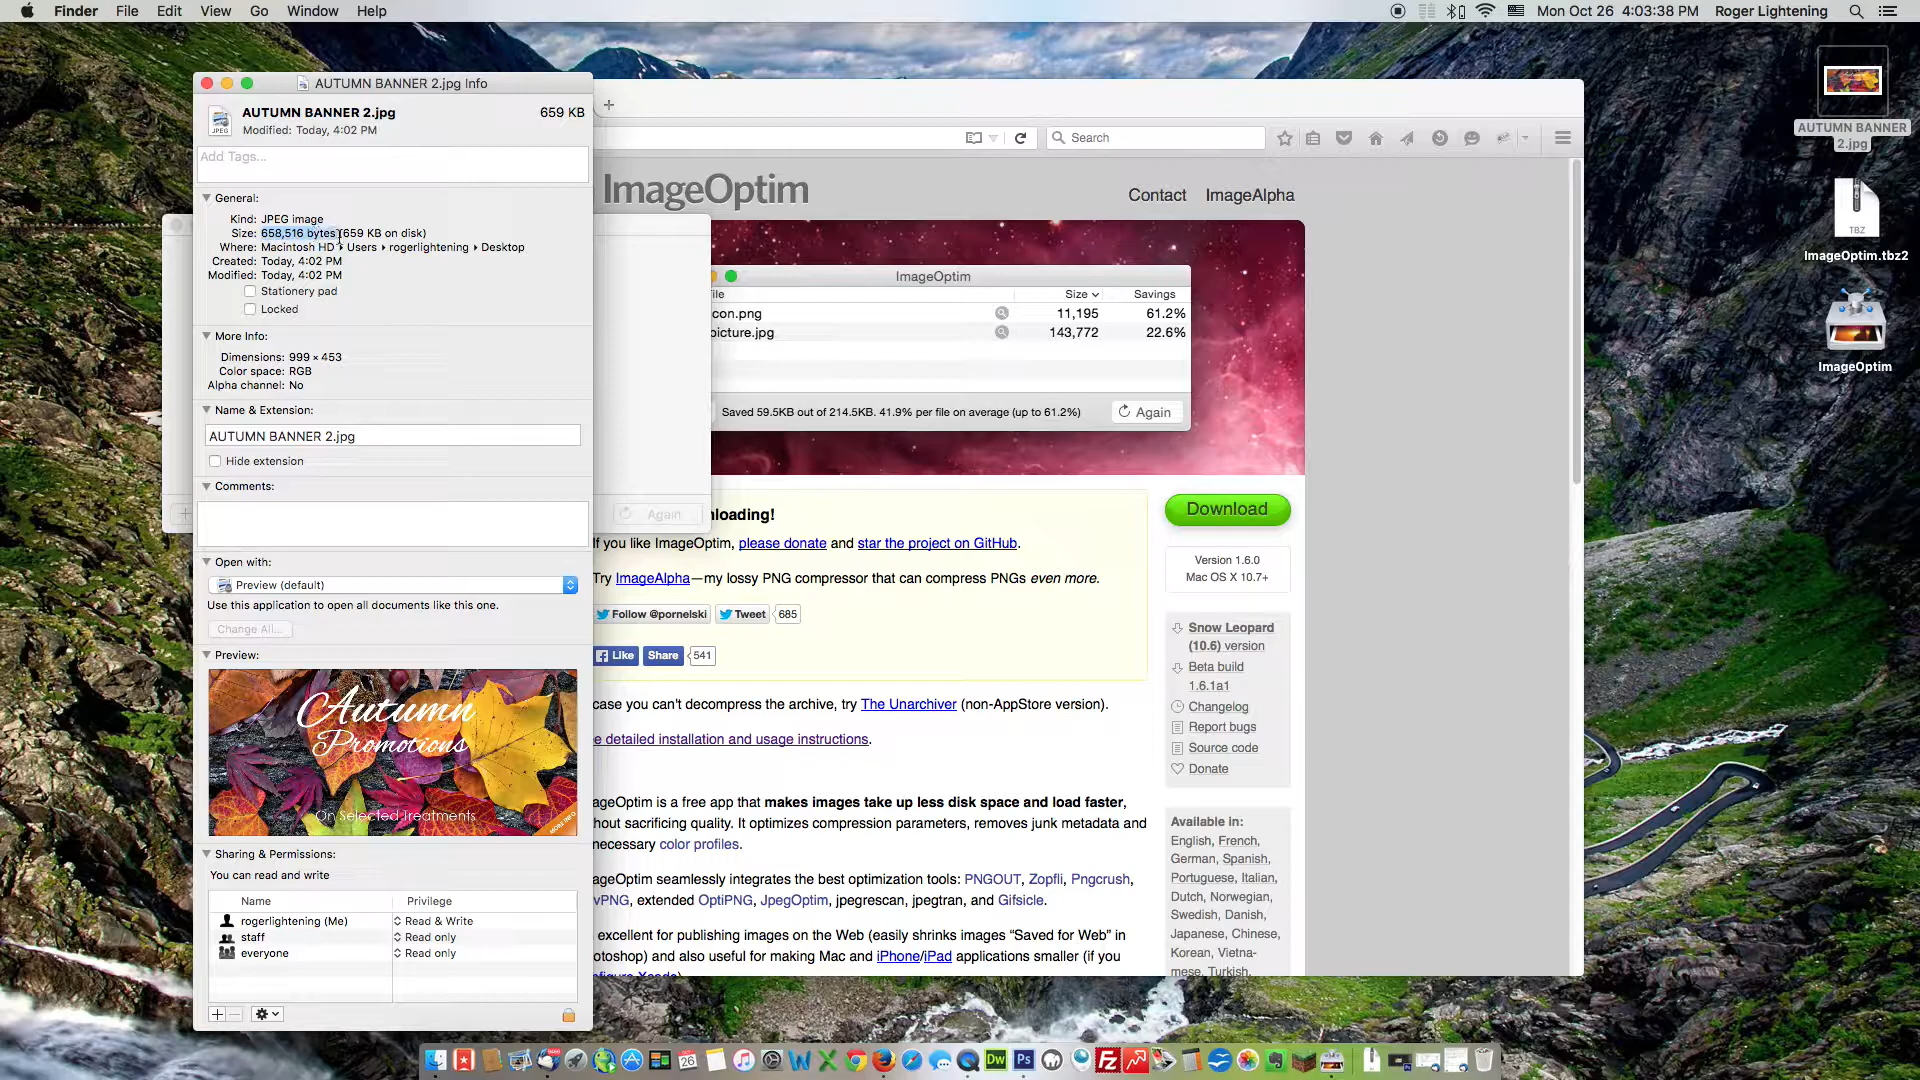 Finder File Edit View Go Window Help
Mon Oct 26 4:03:38 PM Roger Lightening
AUTUMN BANNER 2.jpg Info
AUTUMN BANNER 2.jpg 659 KB
Modified: Today, 4:02 PM
Add Tags...
General:
Kind: JPEG image
Size: 658,516 bytes (659 KB on disk)
Where: Macintosh HD ▸ Users ▸ rogerlightening ▸ Desktop
Created: Today, 4:02 PM
Modified: Today, 4:02 PM
Stationery pad
Locked
More Info:
Dimensions: 999 × 453
Color space: RGB
Alpha channel: No
Name & Extension:
AUTUMN BANNER 2.jpg
Hide extension
Comments:
Open with:
Preview (default)
Use this application to open all documents like this one.
Change All...
Preview:
Autumn
Promotions
On Selected Treatments
MORE INFO
Sharing & Permissions:
You can read and write
Name Privilege
rogerlightening (Me) Read & Write
staff Read only
everyone Read only
Again
Search
ImageOptim
Contact ImageAlpha
ImageOptim
ile Size Savings
con.png 11,195 61.2%
picture.jpg 143,772 22.6%
Saved 59.5KB out of 214.5KB. 41.9% per file on average (up to 61.2%)
Again
nloading!
If you like ImageOptim, please donate and star the project on GitHub.
Try ImageAlpha—my lossy PNG compressor that can compress PNGs even more.
Follow @pornelski Tweet 685
Like Share 541
case you can't decompress the archive, try The Unarchiver (non-AppStore version).
e detailed installation and usage instructions.
ageOptim is a free app that makes images take up less disk space and load faster,
hout sacrificing quality. It optimizes compression parameters, removes junk metadata and
necessary color profiles.
ageOptim seamlessly integrates the best optimization tools: PNGOUT, Zopfli, Pngcrush,
vPNG, extended OptiPNG, JpegOptim, jpegrescan, jpegtran, and Gifsicle.
excellent for publishing images on the Web (easily shrinks images “Saved for Web” in
otoshop) and also useful for making Mac and iPhone/iPad applications smaller (if you
nfigure Xcode)
Download
Version 1.6.0
Mac OS X 10.7+
Snow Leopard
(10.6) version
Beta build
1.6.1a1
Changelog
Report bugs
Source code
Donate
Available in:
English, French,
German, Spanish,
Portuguese, Italian,
Dutch, Norwegian,
Swedish, Danish,
Japanese, Chinese,
Korean, Vietna-
mese, Turkish,
AUTUMN BANNER
2.jpg
TBZ
ImageOptim.tbz2
ImageOptim
JPEG
26
Dw
Ps
Fz